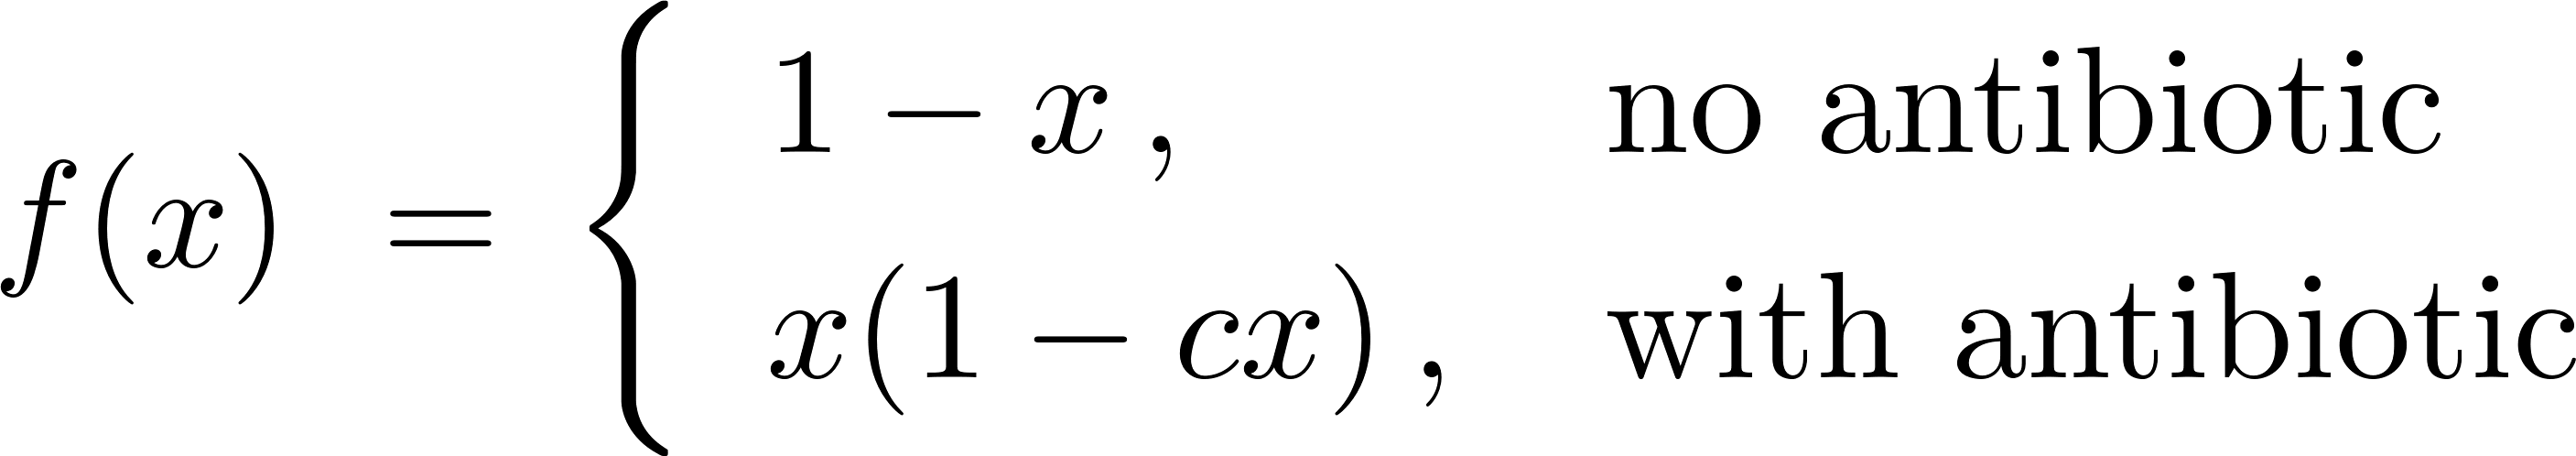 f(x) = { 1 − x , no antibiotic
x(1 − cx) , with antibiotic